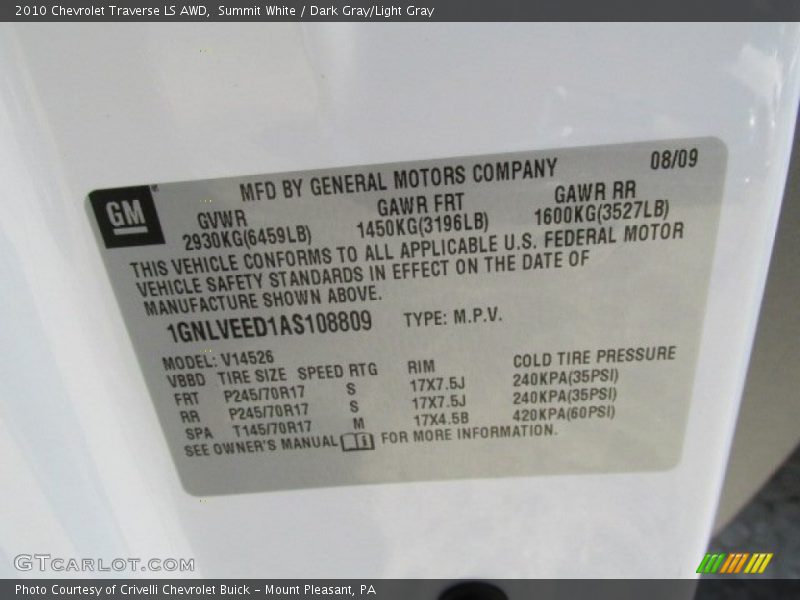 2010 Chevrolet Traverse LS AWD,  Summit White / Dark Gray/Light Gray
GM
MFD BY GENERAL MOTORS COMPANY 08/09
GVWR GAWR FRT GAWR RR
2930KG(6459LB) 1450KG(3196LB) 1600KG(3527LB)
THIS VEHICLE CONFORMS TO ALL APPLICABLE U.S. FEDERAL MOTOR
VEHICLE SAFETY STANDARDS IN EFFECT ON THE DATE OF
MANUFACTURE SHOWN ABOVE.
1GNLVEED1AS108809 TYPE: M.P.V.
MODEL: V14526
VBBD TIRE SIZE SPEED RTG RIM COLD TIRE PRESSURE
FRT P245/70R17 S 17X7.5J 240KPA(35PSI)
RR P245/70R17 S 17X7.5J 240KPA(35PSI)
SPA T145/70R17 M 17X4.5B 420KPA(60PSI)
SEE OWNER'S MANUAL FOR MORE INFORMATION.
GTCARLOT.COM
Photo Courtesy of Crivelli Chevrolet Buick – Mount Pleasant, PA